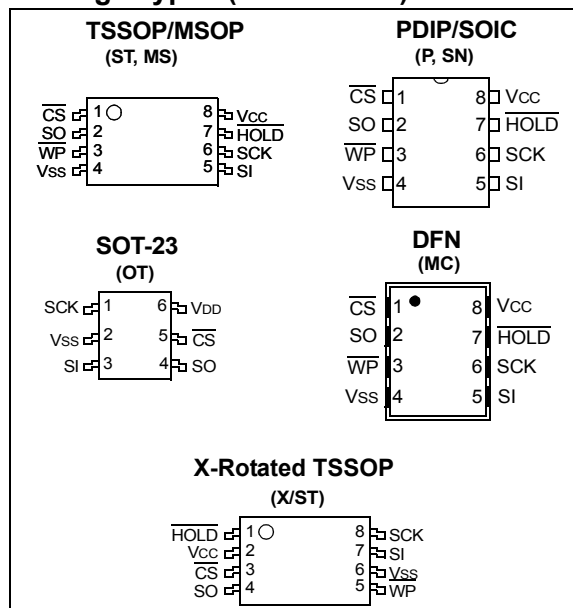 TSSOP/MSOP
(ST, MS)
CS 1 8 VCC
SO 2 7 HOLD
WP 3 6 SCK
VSS 4 5 SI
PDIP/SOIC
(P, SN)
CS 1 8 VCC
SO 2 7 HOLD
WP 3 6 SCK
VSS 4 5 SI
SOT-23
(OT)
SCK 1 6 VDD
VSS 2 5 CS
SI 3 4 SO
DFN
(MC)
CS 1 8 VCC
SO 2 7 HOLD
WP 3 6 SCK
VSS 4 5 SI
X-Rotated TSSOP
(X/ST)
HOLD 1 8 SCK
VCC 2 7 SI
CS 3 6 VSS
SO 4 5 WP